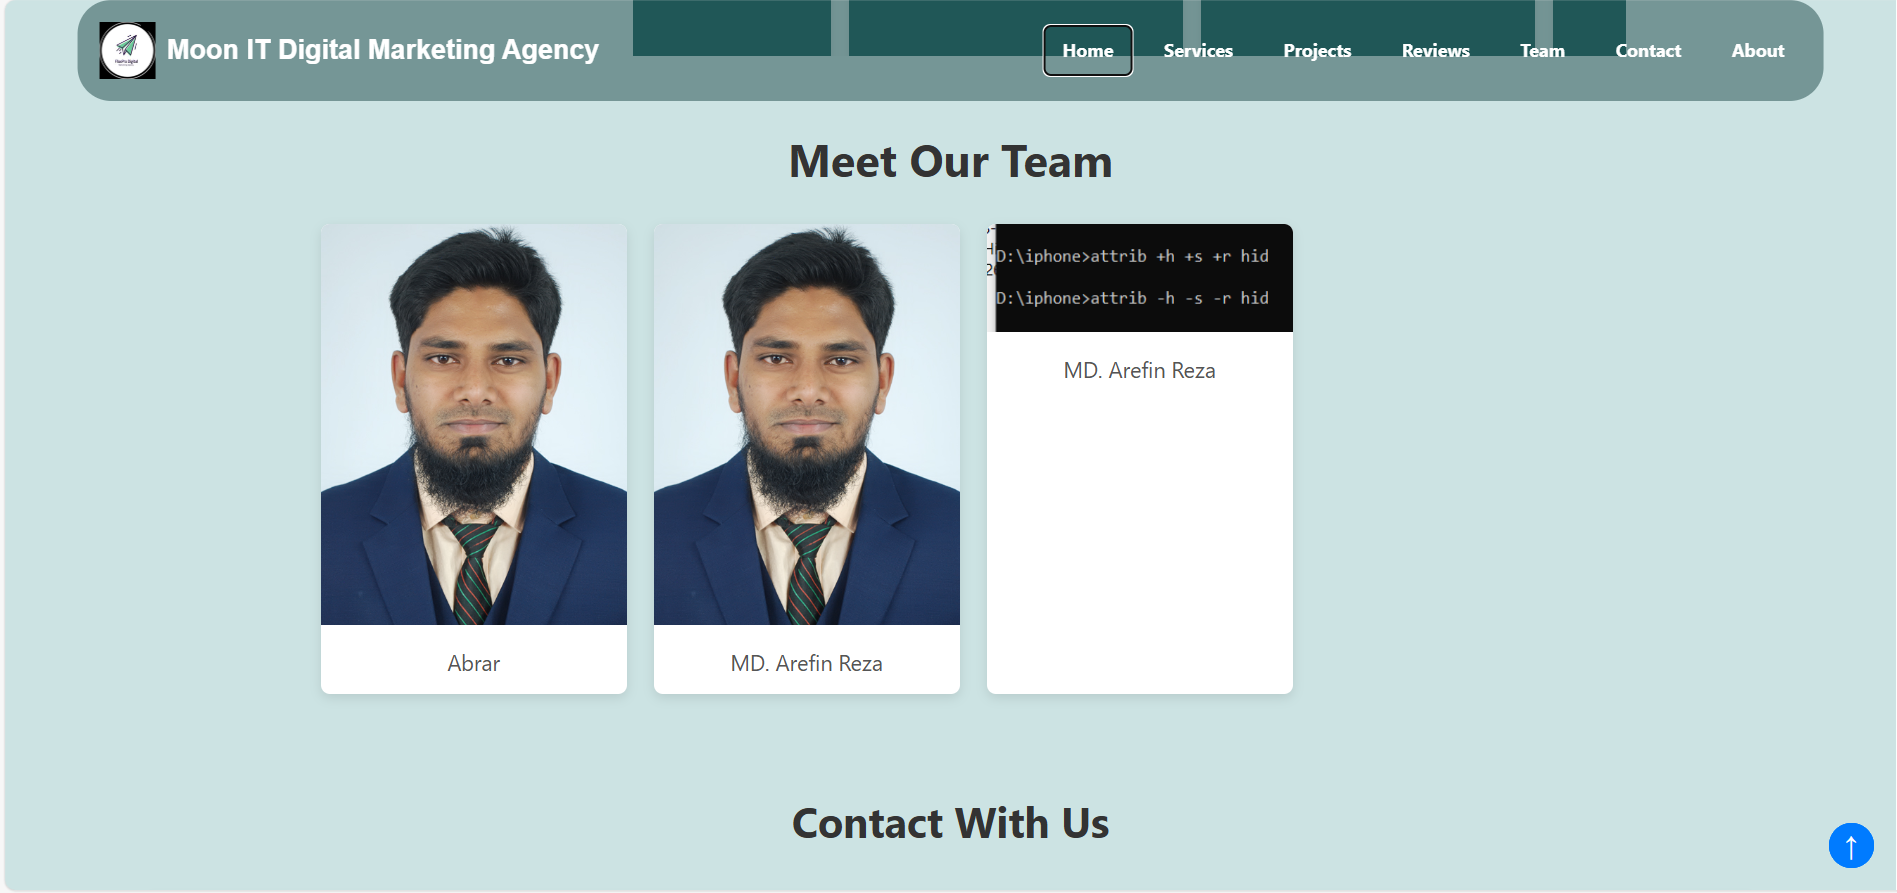 Moon IT Digital Marketing Agency
Home Services Projects Reviews Team Contact About
Meet Our Team
D:\iphone>attrib +h +s +r hid
D:\iphone>attrib -h -s -r hid
MD. Arefin Reza
Abrar
MD. Arefin Reza
Contact With Us
↑